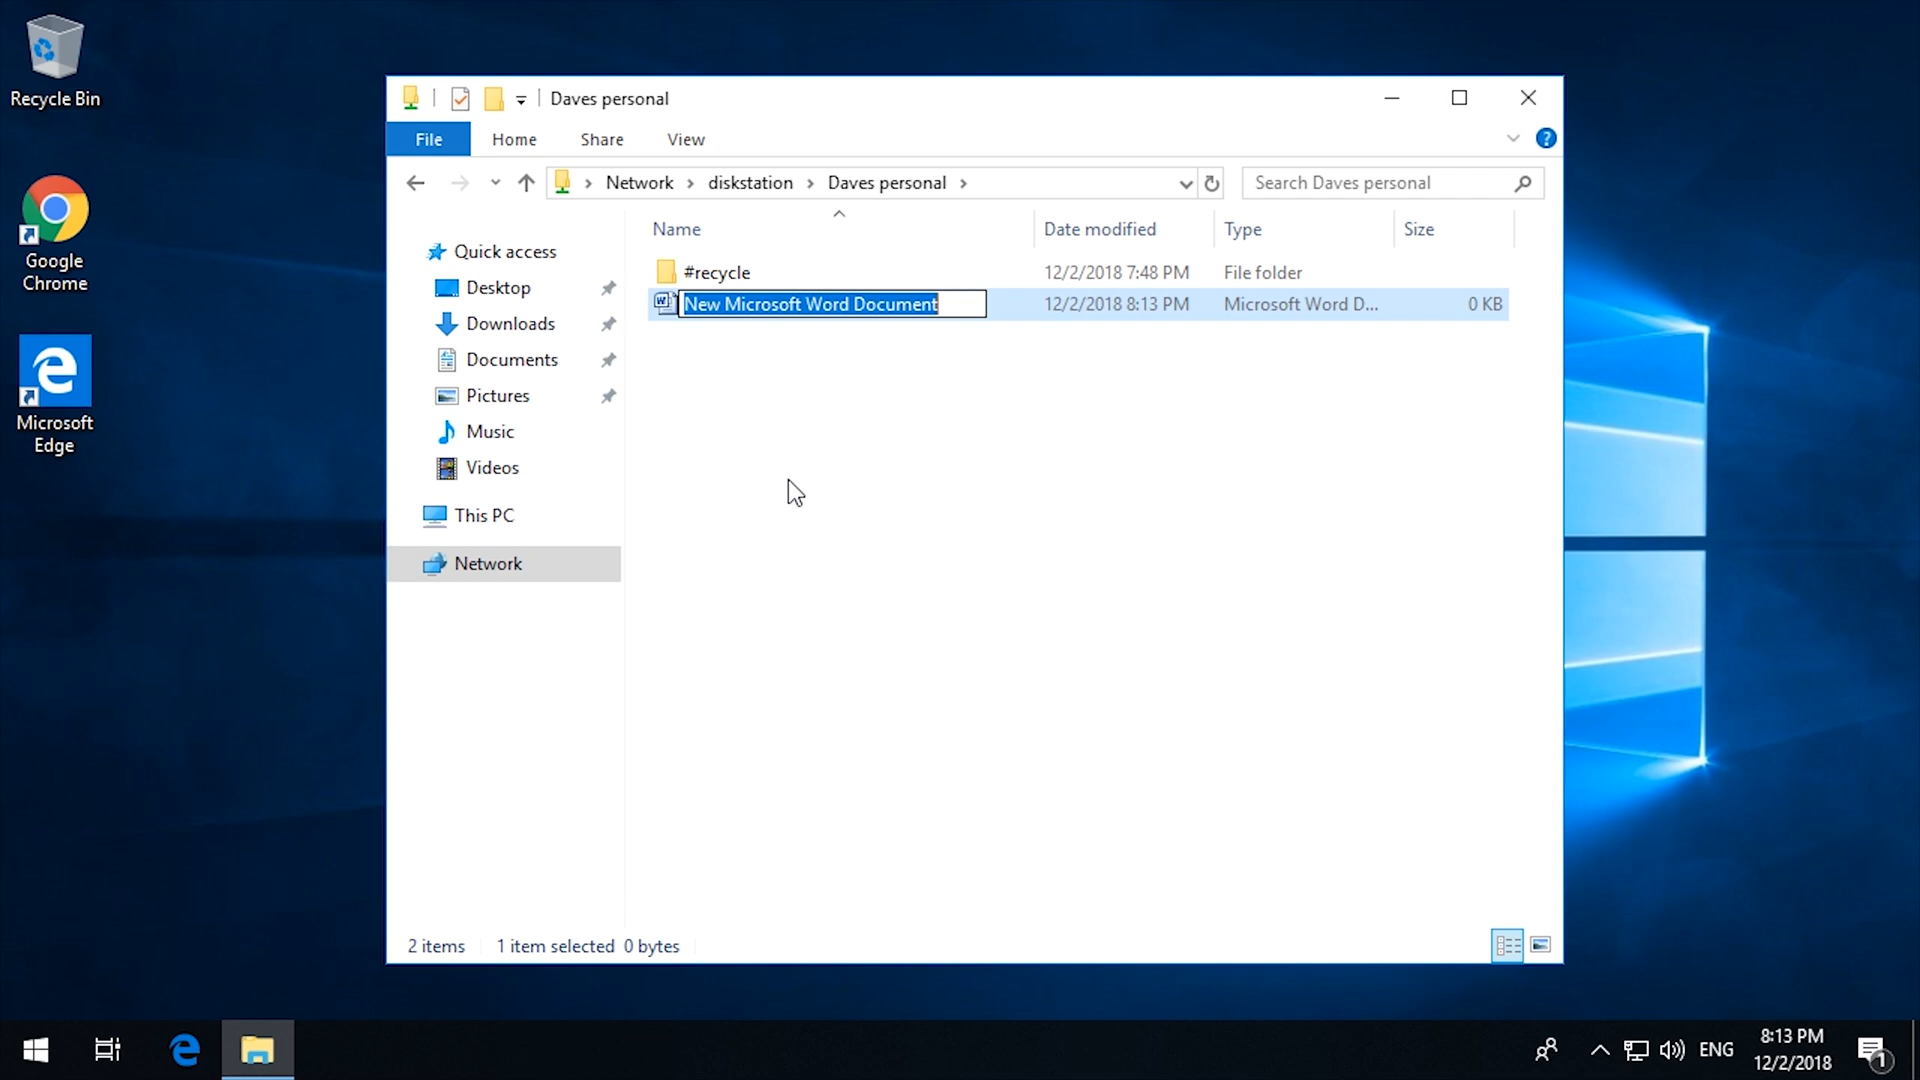 Recycle Bin
Google
Chrome
Microsoft
Edge
Daves personal
File Home Share View
Network diskstation Daves personal
Search Daves personal
Name Date modified Type Size
#recycle 12/2/2018 7:48 PM File folder
New Microsoft Word Document 12/2/2018 8:13 PM Microsoft Word D... 0 KB
Quick access
Desktop
Downloads
Documents
Pictures
Music
Videos
This PC
Network
2 items 1 item selected 0 bytes
ENG
8:13 PM
12/2/2018
1